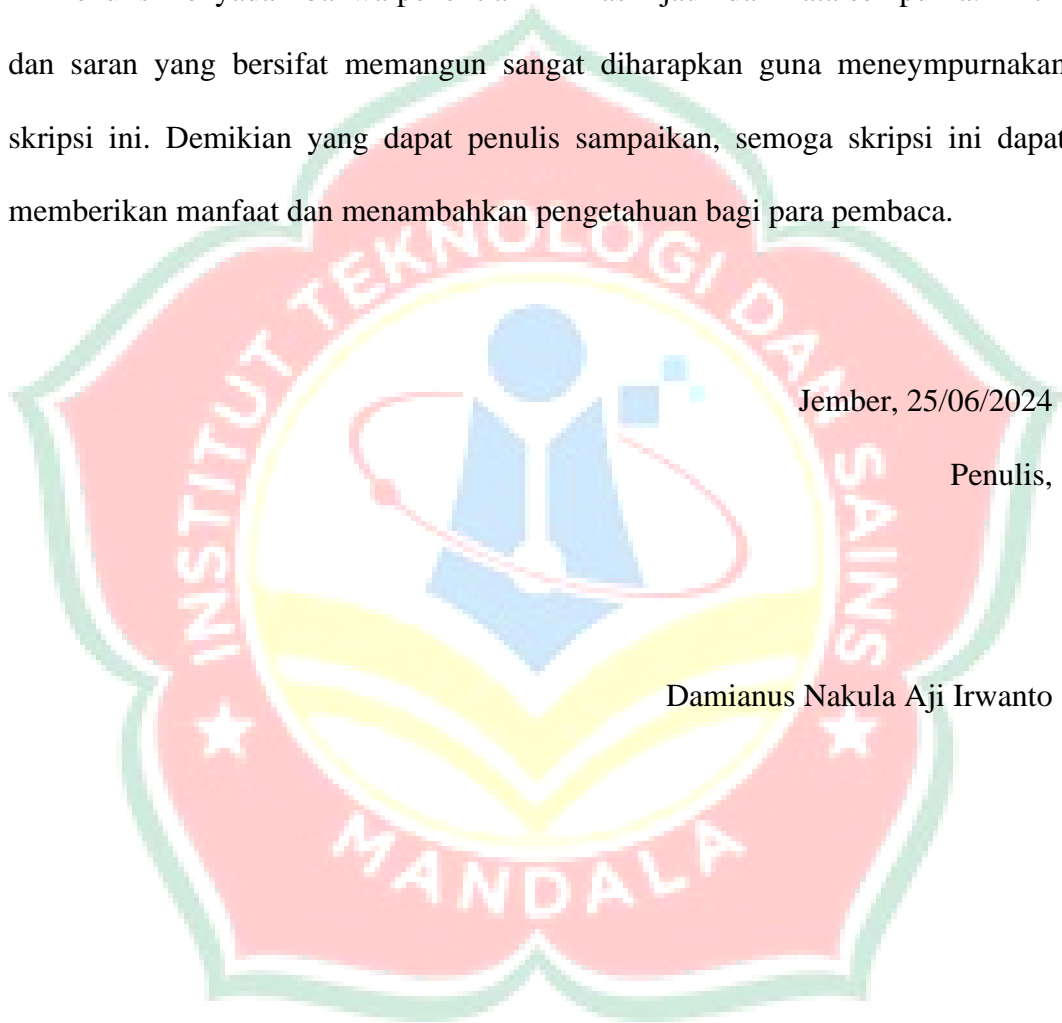 dan saran yang bersifat memangun sangat diharapkan guna meneympurnakan
skripsi ini. Demikian yang dapat penulis sampaikan, semoga skripsi ini dapat
memberikan manfaat dan menambahkan pengetahuan bagi para pembaca.
INSTITUT TEKNOLOGI DAN SAINS
Jember, 25/06/2024
Penulis,
Damianus Nakula Aji Irwanto
MANDALA